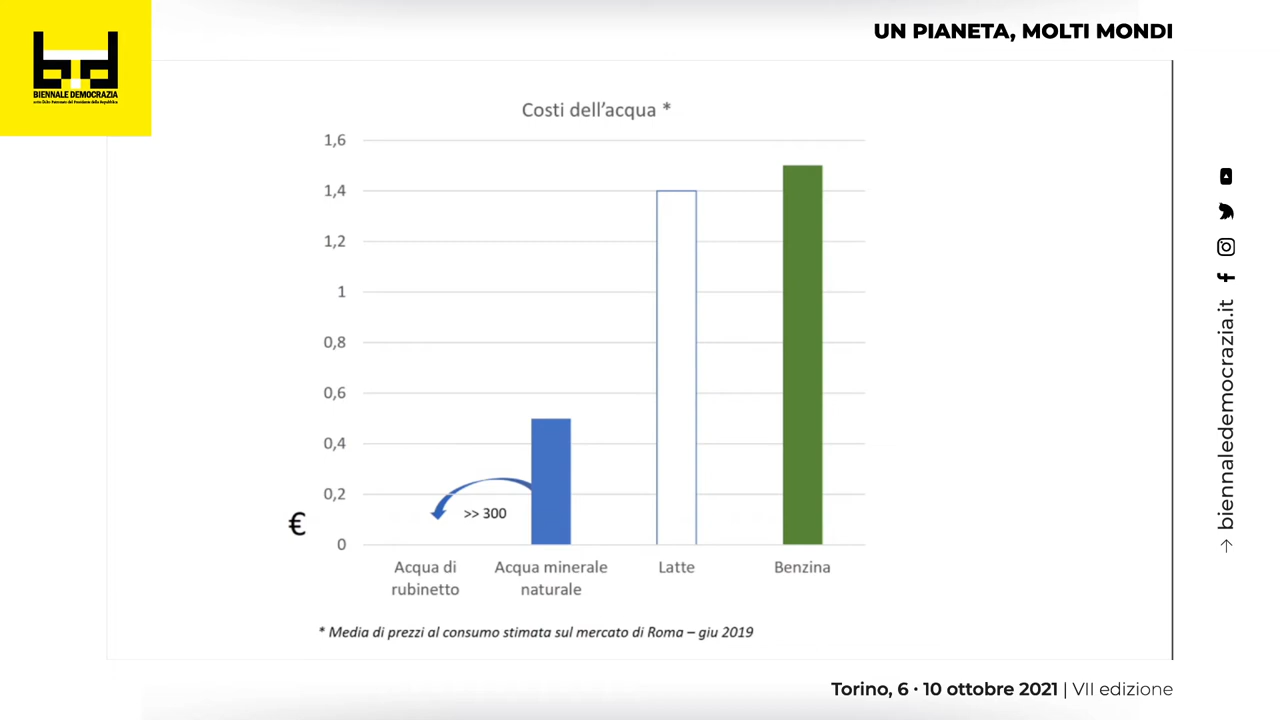 UN PIANETA, MOLTI MONDI
btd
BIENNALE DEMOCRAZIA
Costi dell’acqua *
1,6
1,4
1,2
1
0,8
0,6
0,4
0,2
0
€
>> 300
Acqua di
rubinetto
Acqua minerale
naturale
Latte
Benzina
* Media di prezzi al consumo stimata sul mercato di Roma – giu 2019
→ biennaledemocrazia.it
Torino, 6 · 10 ottobre 2021 | VII edizione